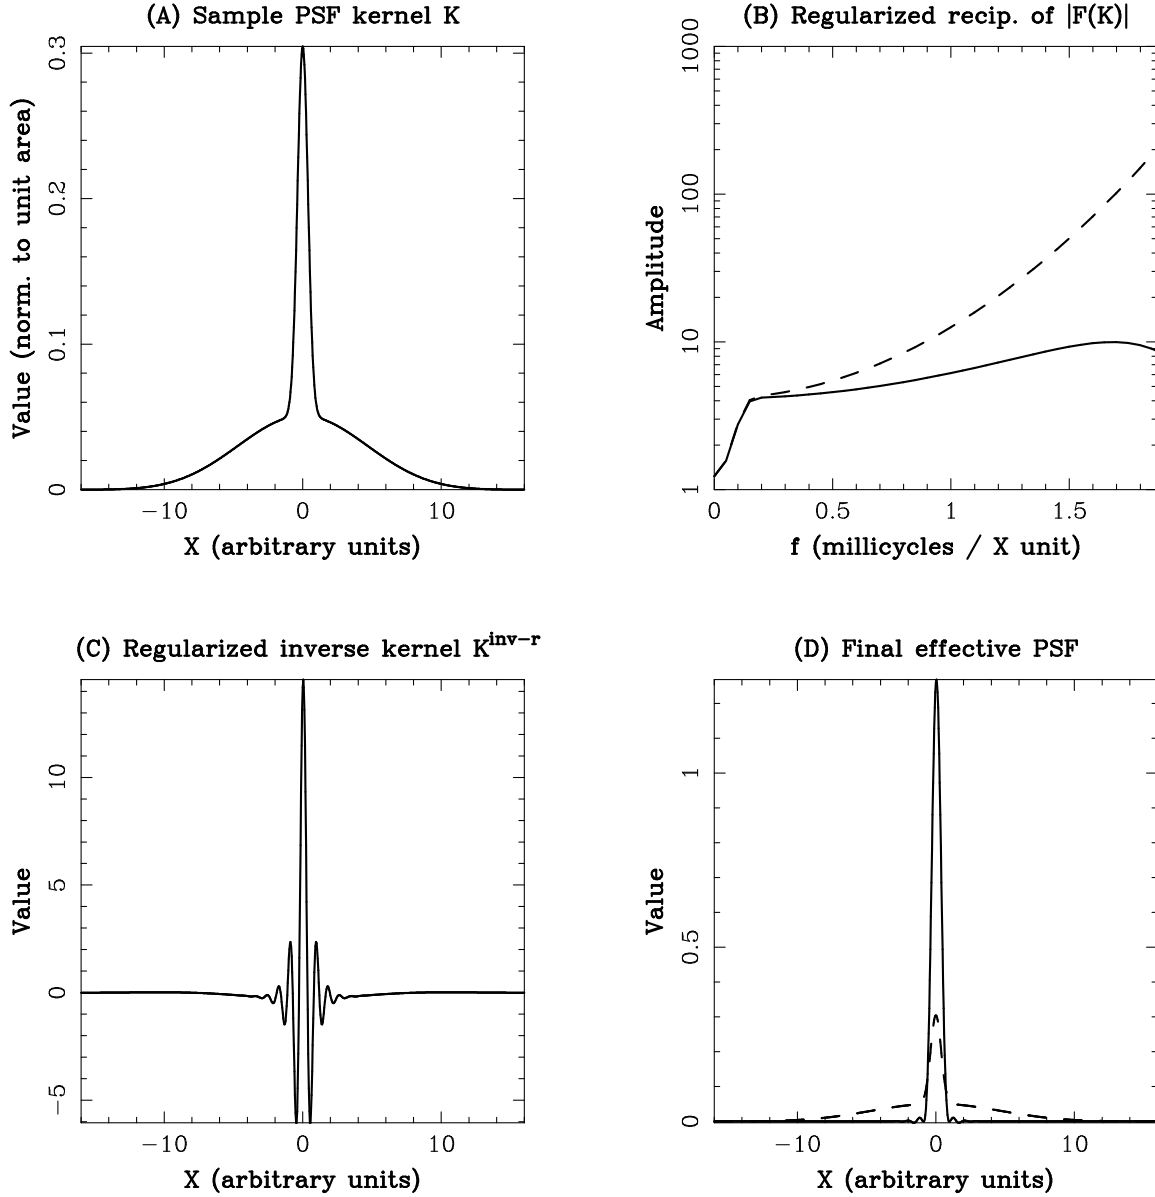 (A) Sample PSF kernel K
Value (norm. to unit area)
0.3
0.2
0.1
0
−10 0 10
X (arbitrary units)
(B) Regularized recip. of |F(K)|
Amplitude
1000
100
10
1
0 0.5 1 1.5
f (millicycles / X unit)
(C) Regularized inverse kernel K^inv−r
Value
10
5
0
−5
−10 0 10
X (arbitrary units)
(D) Final effective PSF
Value
1
0.5
0
−10 0 10
X (arbitrary units)